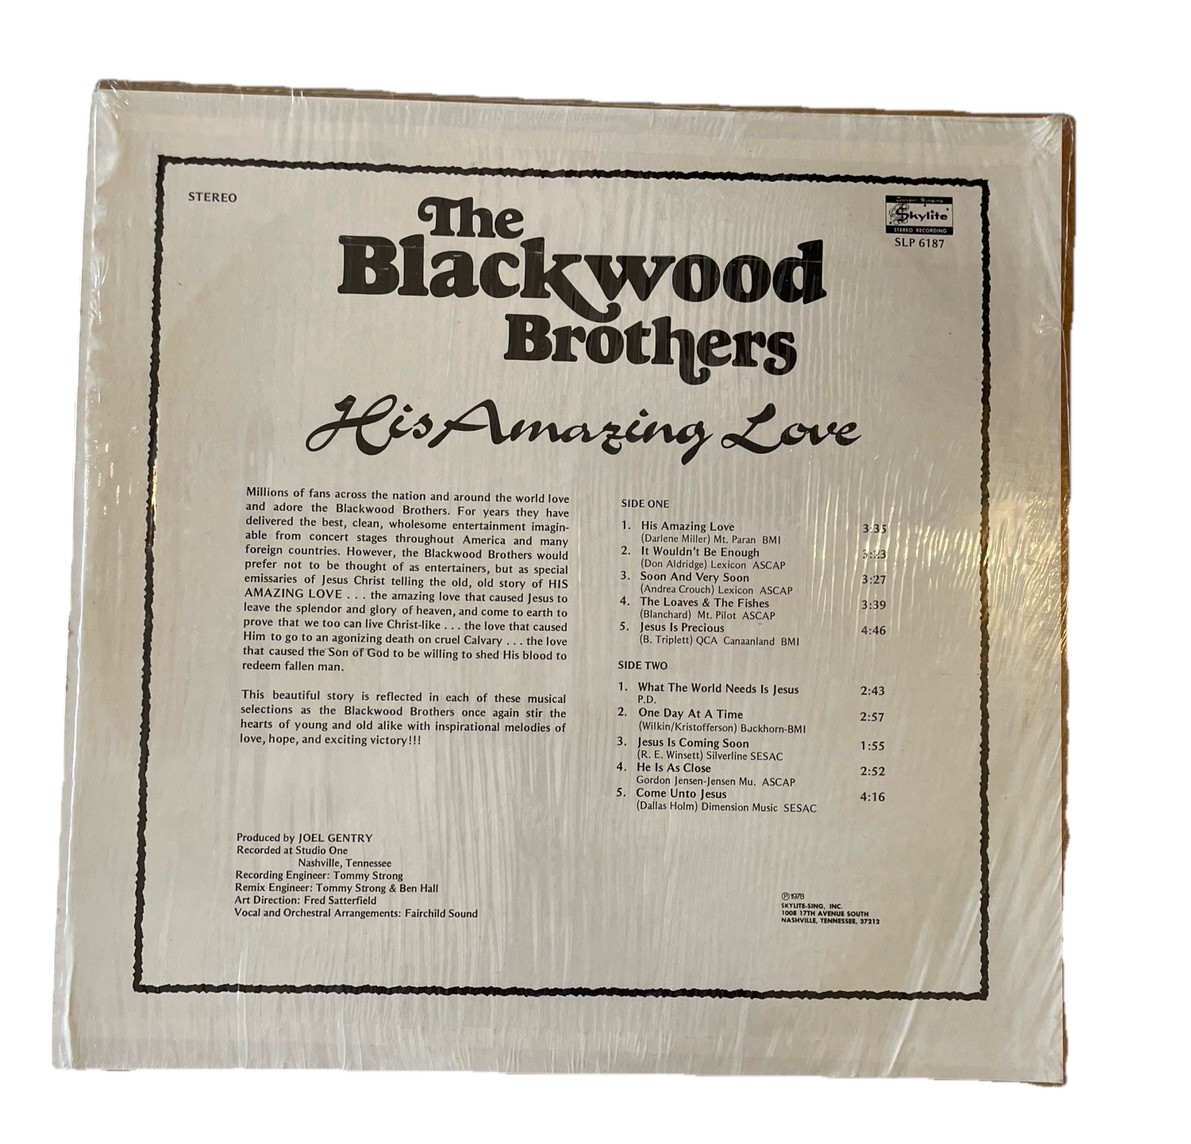 STEREO
The
Blackwood
Brothers
Skylite
STEREO RECORDING
SLP 6187
His Amazing Love
Millions of fans across the nation and around the world love
and adore the Blackwood Brothers. For years they have
delivered the best, clean, wholesome entertainment imagin-
able from concert stages throughout America and many
foreign countries. However, the Blackwood Brothers would
prefer not to be thought of as entertainers, but as special
emissaries of Jesus Christ telling the old, old story of HIS
AMAZING LOVE . . . the amazing love that caused Jesus to
leave the splendor and glory of heaven, and come to earth to
prove that we too can live Christ-like . . . the love that caused
Him to go to an agonizing death on cruel Calvary . . . the love
that caused the Son of God to be willing to shed His blood to
redeem fallen man.
This beautiful story is reflected in each of these musical
selections as the Blackwood Brothers once again stir the
hearts of young and old alike with inspirational melodies of
love, hope, and exciting victory!!!
Produced by JOEL GENTRY
Recorded at Studio One
Nashville, Tennessee
Recording Engineer: Tommy Strong
Remix Engineer: Tommy Strong & Ben Hall
Art Direction: Fred Satterfield
Vocal and Orchestral Arrangements: Fairchild Sound
SIDE ONE
1. His Amazing Love 3:35
(Darlene Miller) Mt. Paran BMI
2. It Wouldn't Be Enough
(Don Aldridge) Lexicon ASCAP
3. Soon And Very Soon 3:27
(Andrea Crouch) Lexicon ASCAP
4. The Loaves & The Fishes 3:39
(Blanchard) Mt. Pilot ASCAP
5. Jesus Is Precious 4:46
(B. Triplett) QCA Canaanland BMI
SIDE TWO
1. What The World Needs Is Jesus 2:43
P.D.
2. One Day At A Time 2:57
(Wilkin/Kristofferson) Buckhorn-BMI
3. Jesus Is Coming Soon 1:55
(R. E. Winsett) Silverline SESAC
4. He Is As Close 2:52
Gordon Jensen-Jensen Mu. ASCAP
5. Come Unto Jesus 4:16
(Dallas Holm) Dimension Music SESAC
Ⓟ 1978
SKYLITE-SING, INC.
1008 17TH AVENUE SOUTH
NASHVILLE, TENNESSEE, 37212